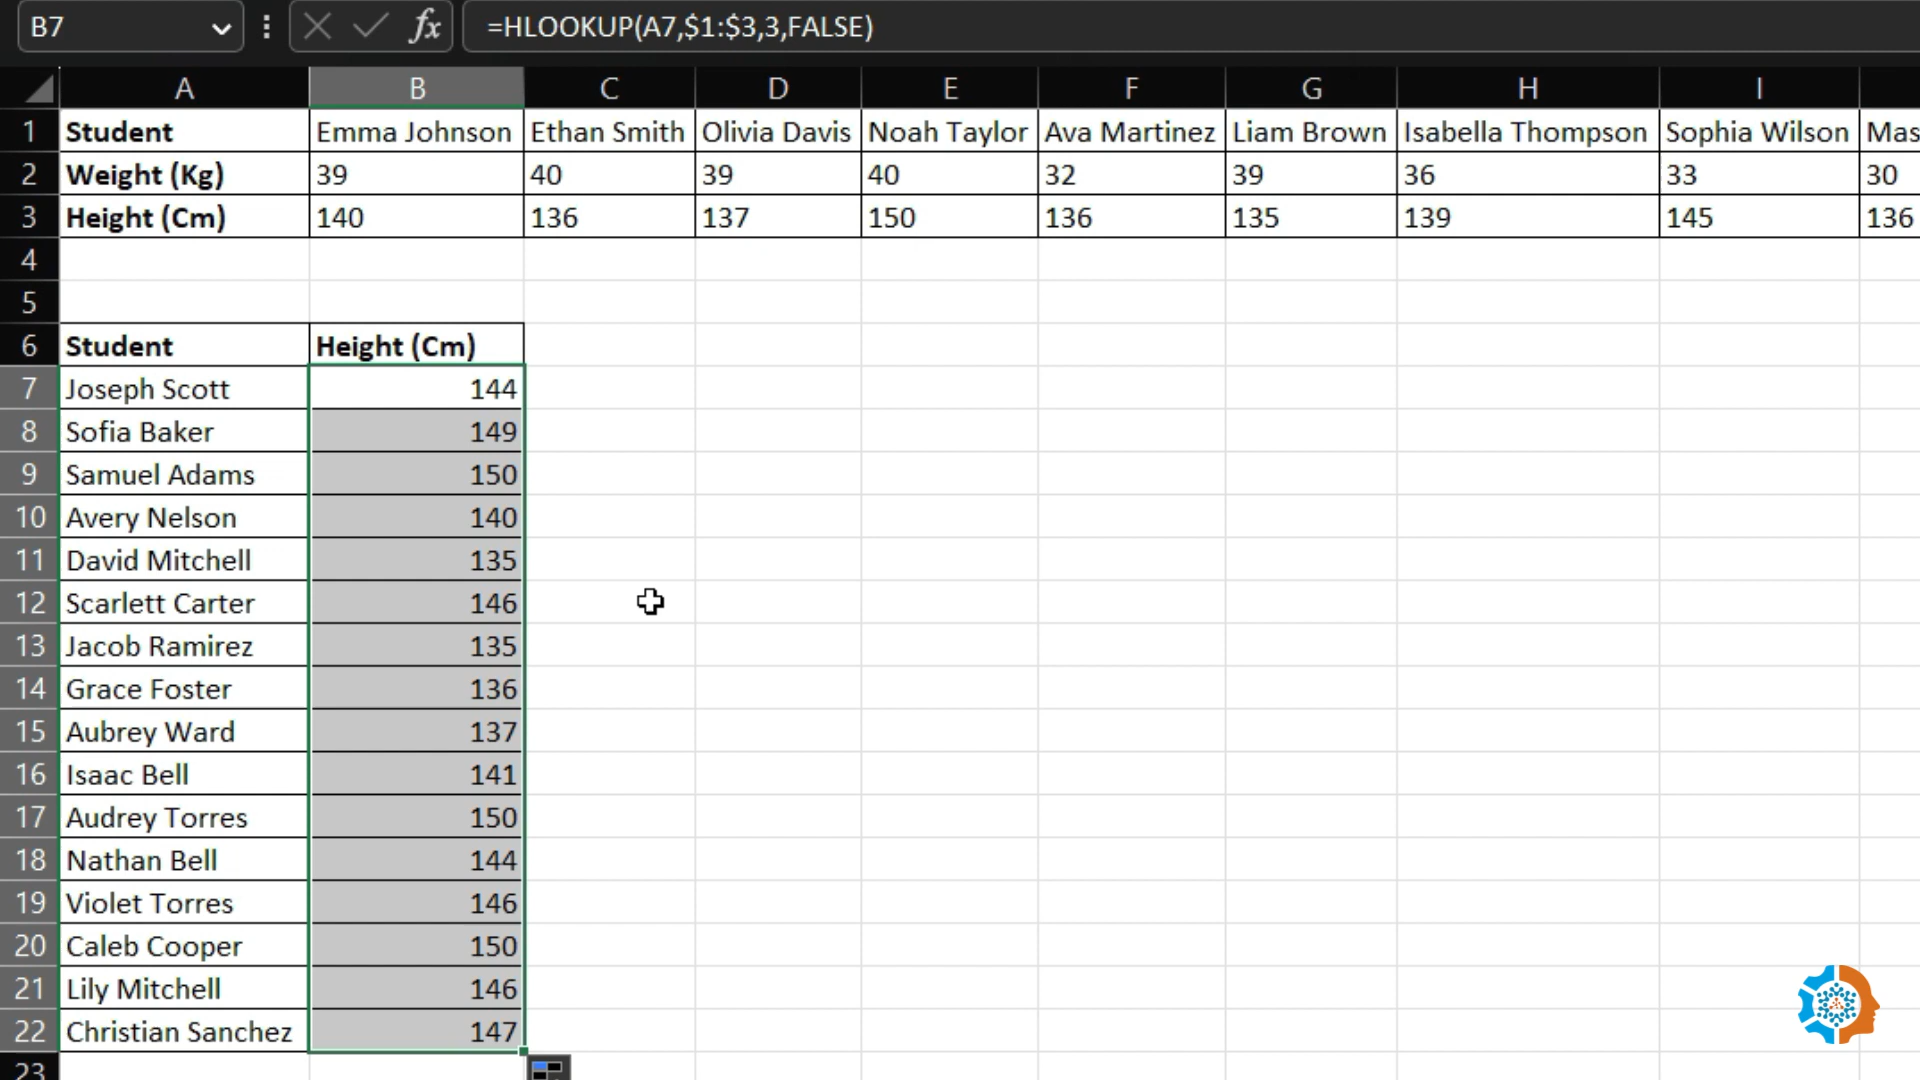 B7 fx =HLOOKUP(A7,$1:$3,3,FALSE)
A B C D E F G H I
1 Student Emma Johnson Ethan Smith Olivia Davis Noah Taylor Ava Martinez Liam Brown Isabella Thompson Sophia Wilson Mas
2 Weight (Kg) 39 40 39 40 32 39 36 33 30
3 Height (Cm) 140 136 137 150 136 135 139 145 136
4
5
6 Student Height (Cm)
7 Joseph Scott 144
8 Sofia Baker 149
9 Samuel Adams 150
10 Avery Nelson 140
11 David Mitchell 135
12 Scarlett Carter 146
13 Jacob Ramirez 135
14 Grace Foster 136
15 Aubrey Ward 137
16 Isaac Bell 141
17 Audrey Torres 150
18 Nathan Bell 144
19 Violet Torres 146
20 Caleb Cooper 150
21 Lily Mitchell 146
22 Christian Sanchez 147
23